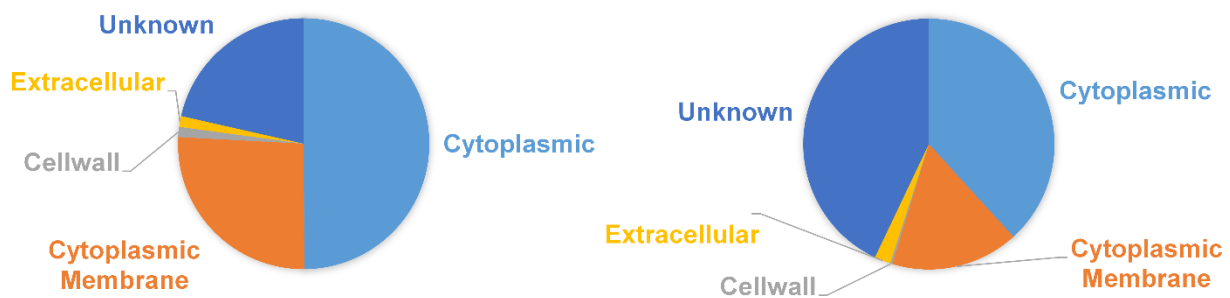 Unknown
Extracellular
Cellwall
Cytoplasmic
Membrane
Cytoplasmic
Unknown
Extracellular
Cellwall
Cytoplasmic
Membrane
Cytoplasmic